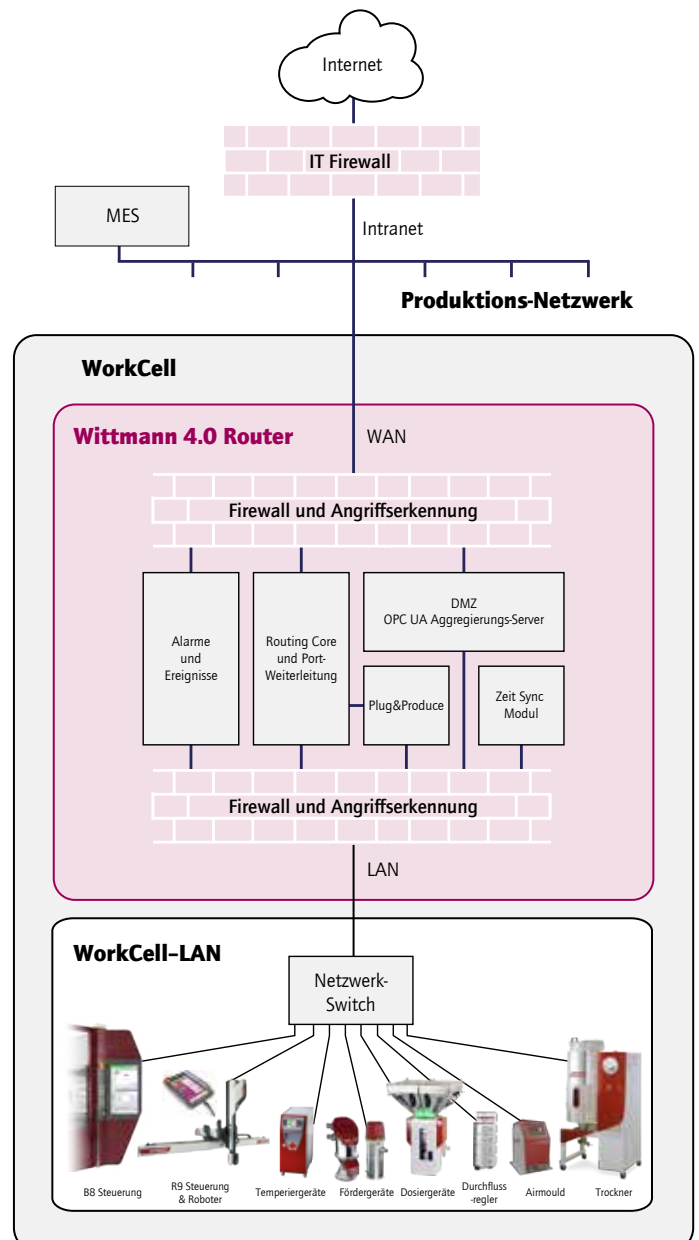 Internet
IT Firewall
MES
Intranet
Produktions-Netzwerk
WorkCell
Wittmann 4.0 Router
WAN
Firewall und Angriffserkennung
Alarme
und
Ereignisse
Routing Core
und Port-
Weiterleitung
DMZ
OPC UA Aggregierungs-Server
Plug&Produce
Zeit Sync
Modul
Firewall und Angriffserkennung
LAN
WorkCell-LAN
Netzwerk-
Switch
B8 Steuerung
R9 Steuerung
& Roboter
Temperiergeräte
Fördergeräte
Dosiergeräte
Durchfluss
-regler
Airmould
Trockner